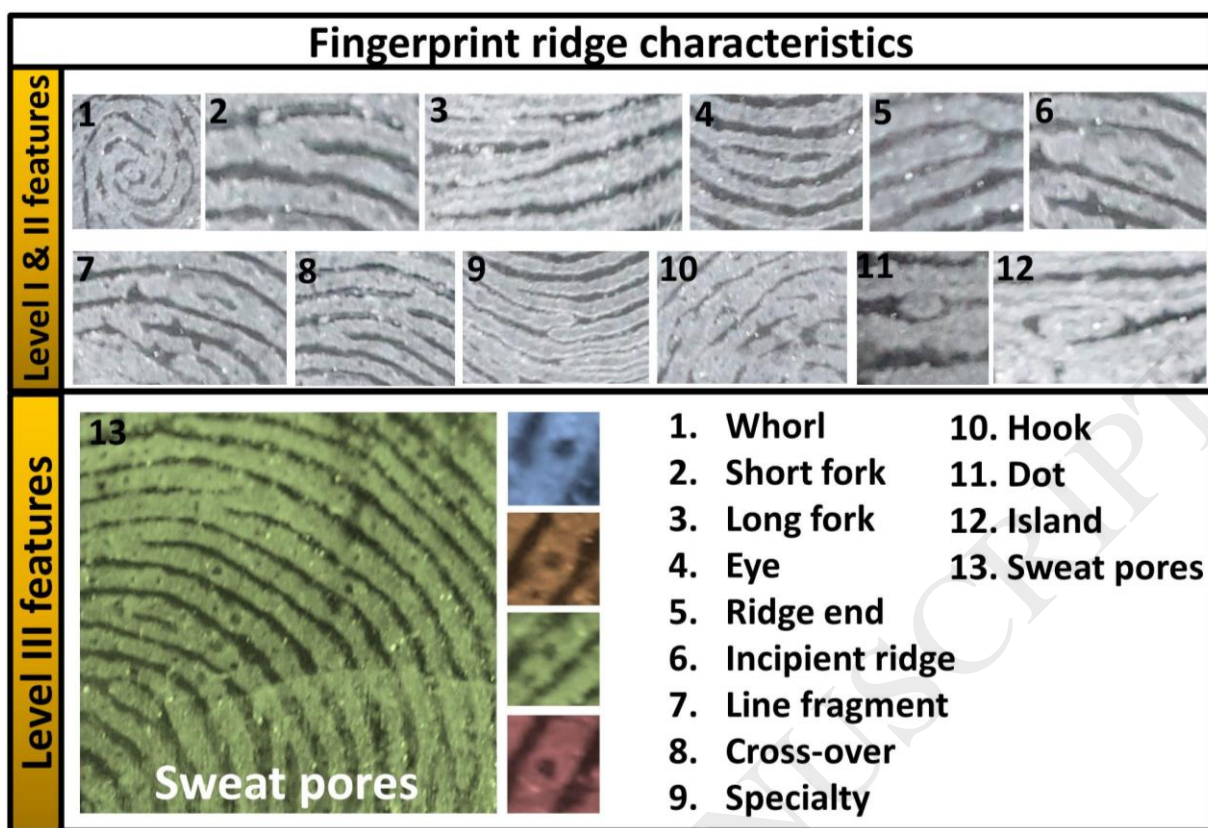 Fingerprint ridge characteristics
Level I & II features
1
2
3
4
5
6
7
8
9
10
11
12
Level III features
13
Sweat pores
1. Whorl
2. Short fork
3. Long fork
4. Eye
5. Ridge end
6. Incipient ridge
7. Line fragment
8. Cross-over
9. Specialty
10. Hook
11. Dot
12. Island
13. Sweat pores
NUSCRIPT